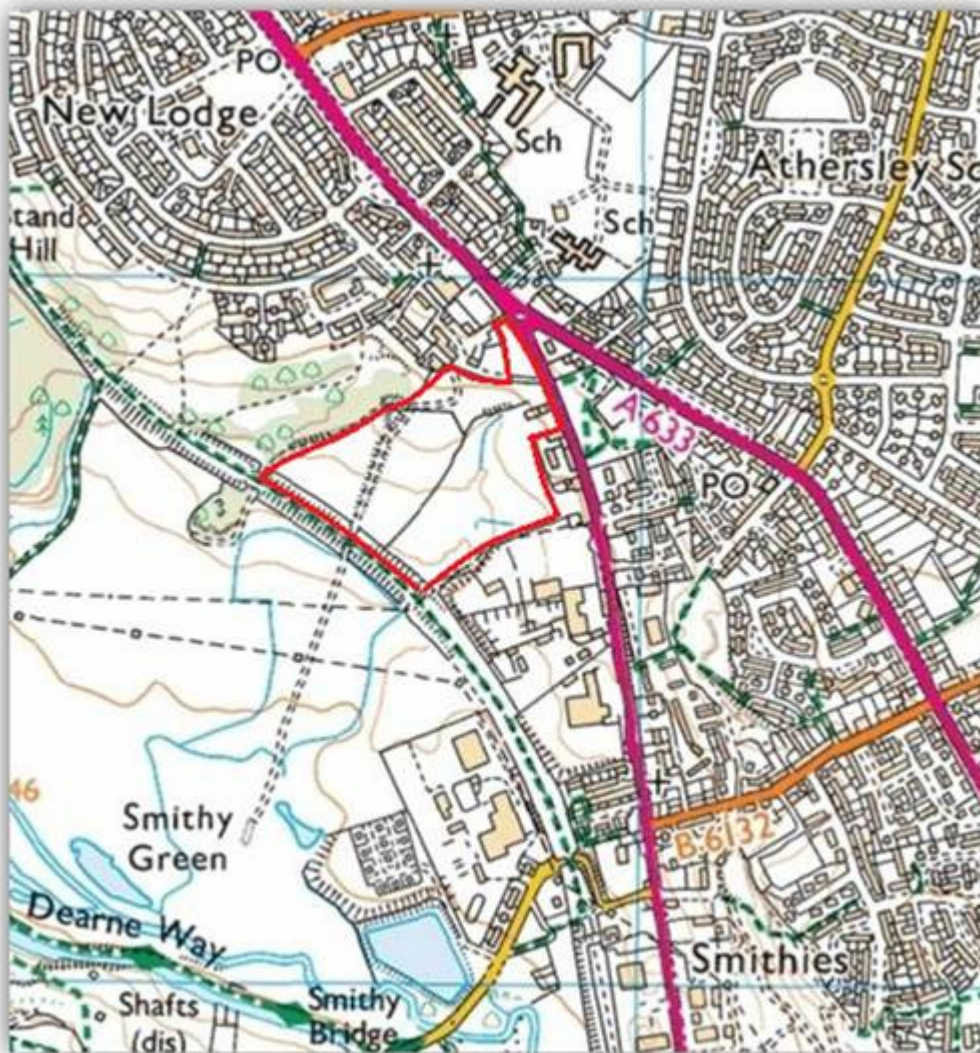 PO
New Lodge
Sch
Athersley So
tand
Hill
Sch
A 633
PO
46
Smithy
Green
B 6132
Dearne Way
Smithies
Shafts
(dis)
Smithy
Bridge